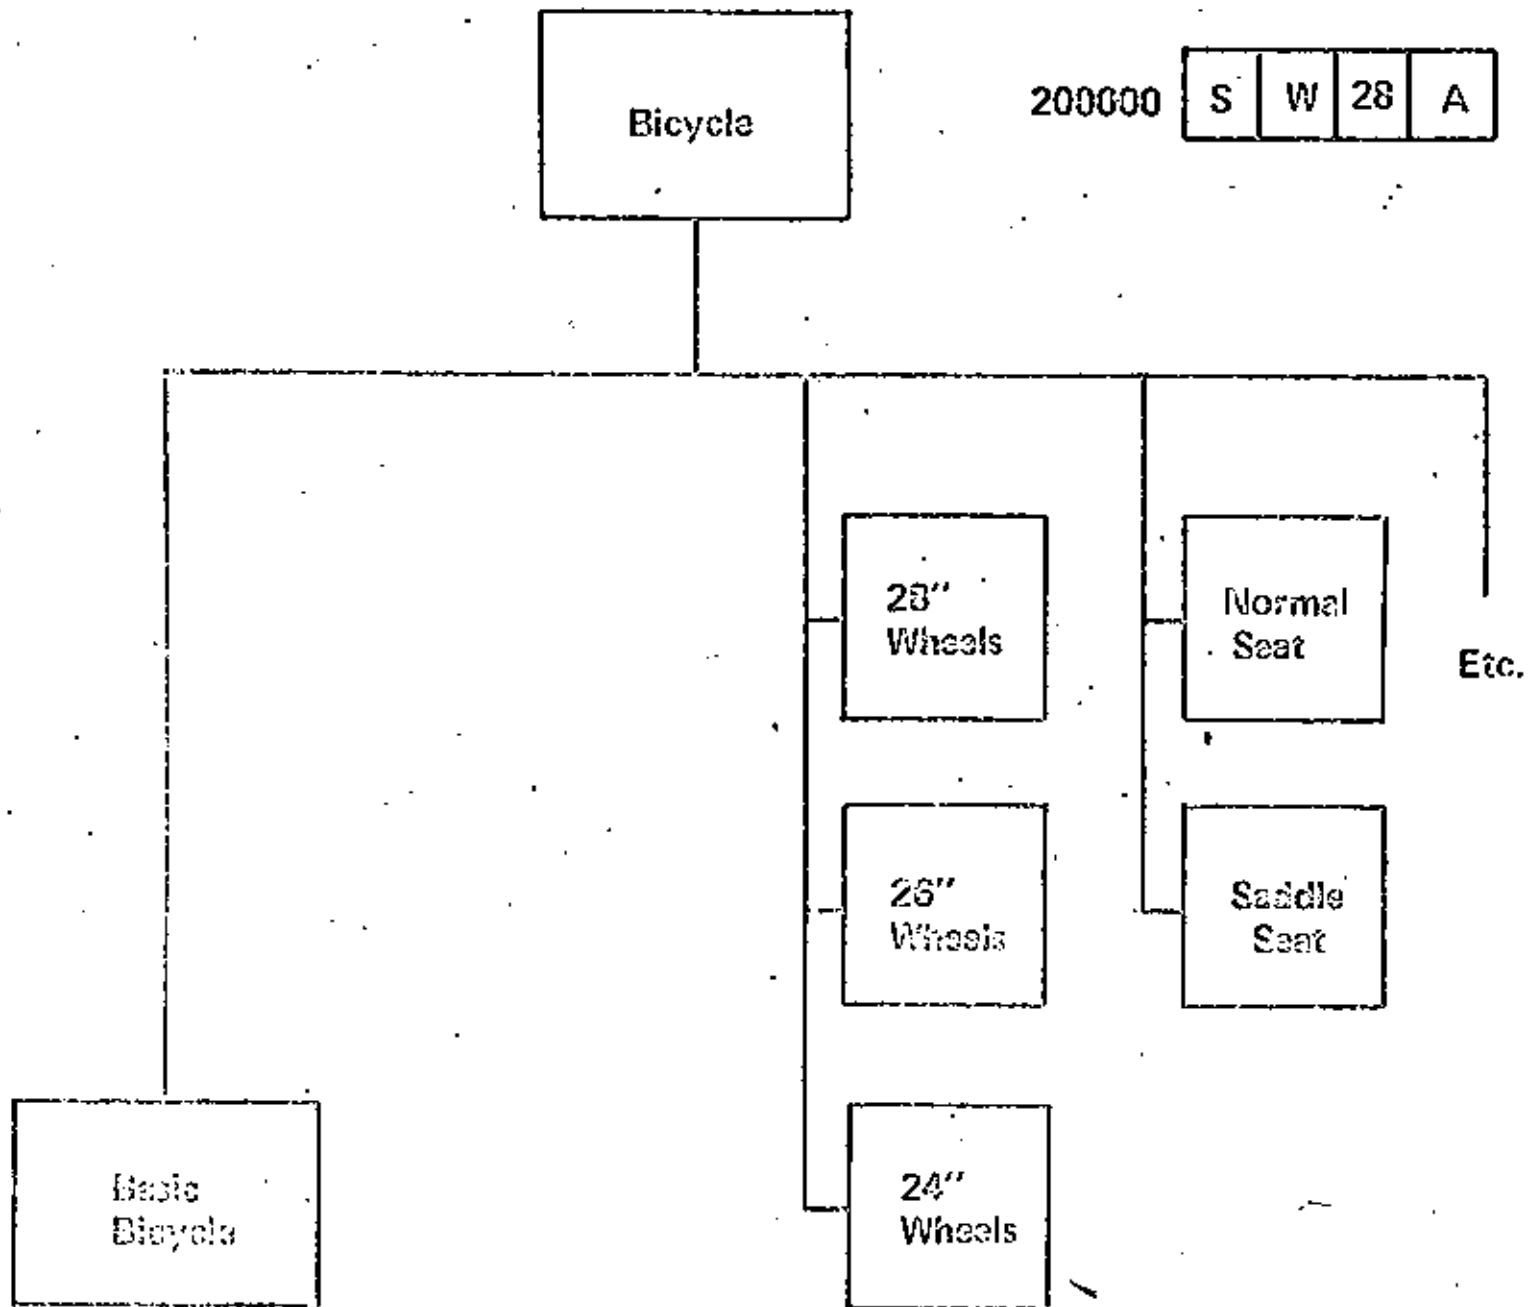 Bicycle
200000 S W 28 A
28"
Wheels
Normal
Seat
Etc.
26"
Wheels
Saddle
Seat
Basic
Bicycle
24"
Wheels